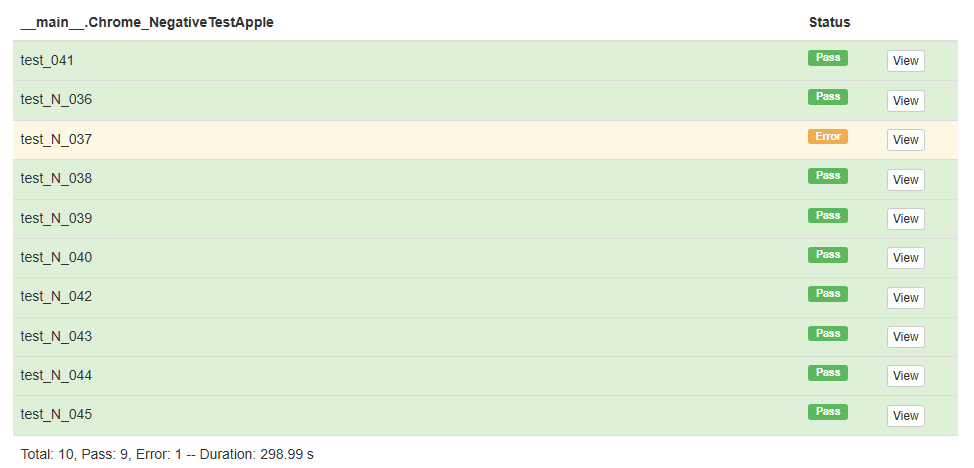 __main__.Chrome_NegativeTestApple Status
test_041 Pass View
test_N_036 Pass View
test_N_037 Error View
test_N_038 Pass View
test_N_039 Pass View
test_N_040 Pass View
test_N_042 Pass View
test_N_043 Pass View
test_N_044 Pass View
test_N_045 Pass View
Total: 10, Pass: 9, Error: 1 -- Duration: 298.99 s